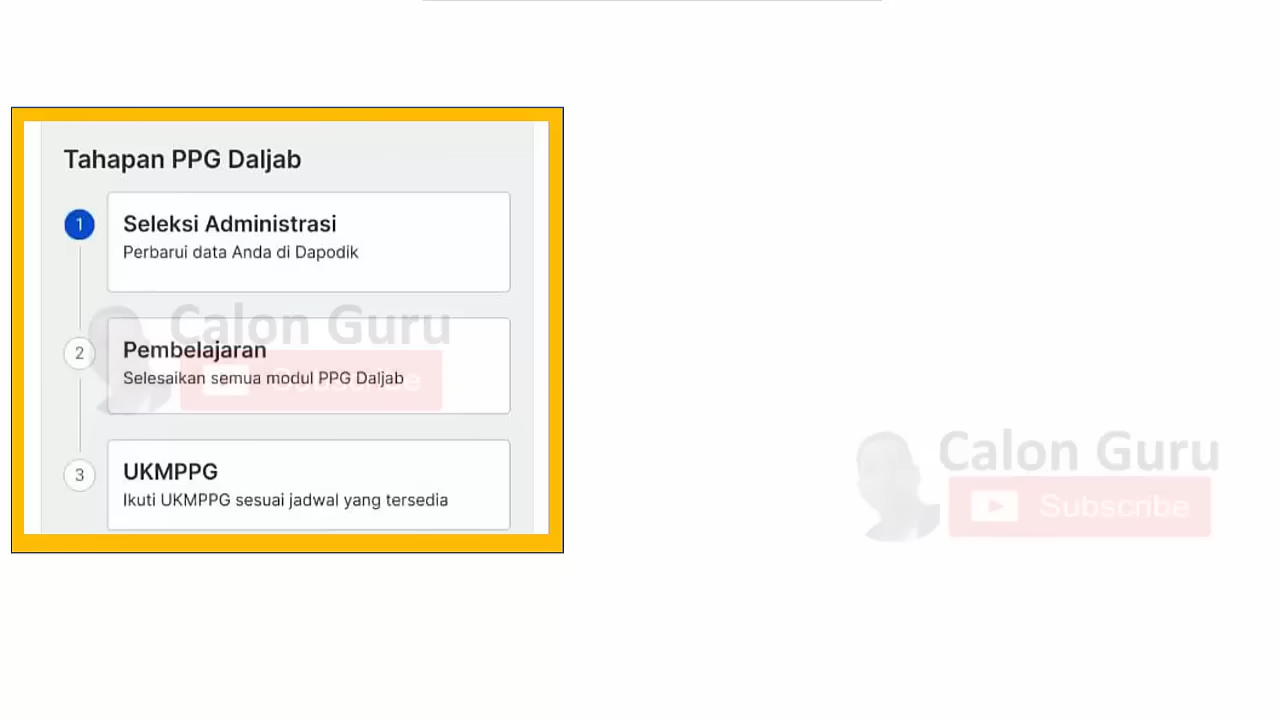 Tahapan PPG Daljab
1
Seleksi Administrasi
Perbarui data Anda di Dapodik
Calon Guru
2
Pembelajaran
Selesaikan semua modul PPG Daljab
Subscribe
3
UKMPPG
Ikuti UKMPPG sesuai jadwal yang tersedia
Calon Guru
Subscribe